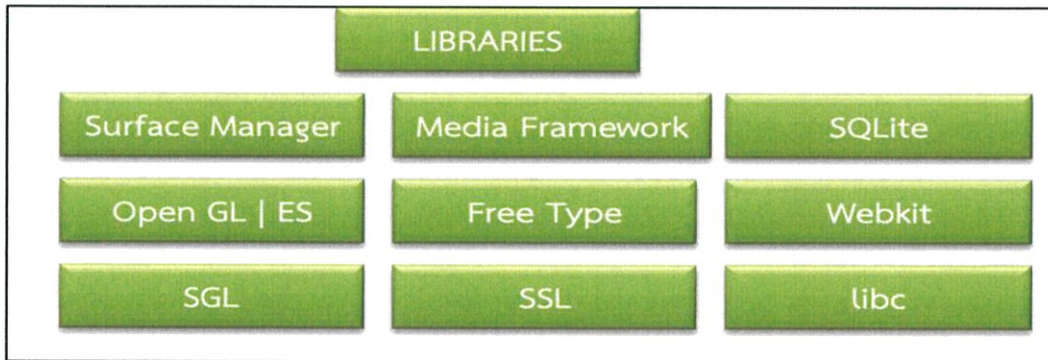 LIBRARIES
Surface Manager
Media Framework
SQLite
Open GL | ES
Free Type
Webkit
SGL
SSL
libc